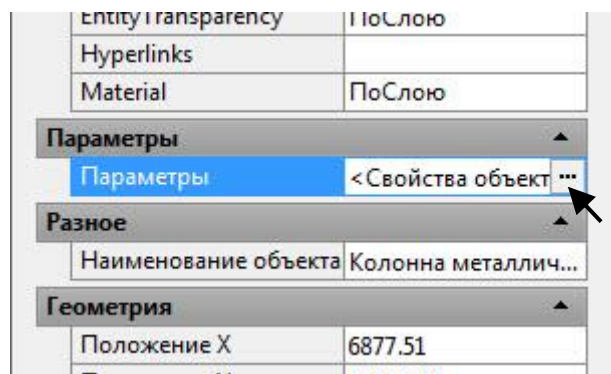 EntityTransparency ПоСлою
Hyperlinks
Material ПоСлою
Параметры
Параметры <Свойства объект ...
Разное
Наименование объекта Колонна металлич...
Геометрия
Положение X 6877.51